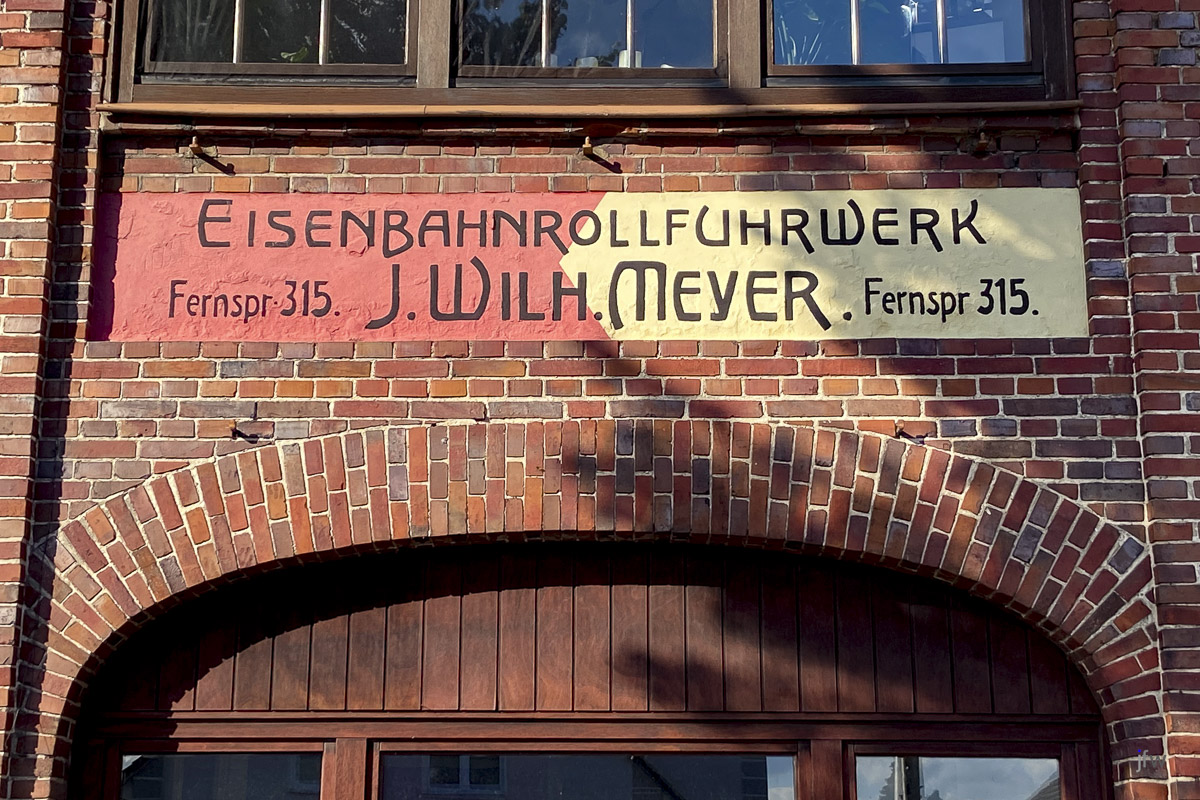 EISENBAHNROLLFUHRWERK
Fernspr. 315. J. WILH. MEYER. Fernspr 315.